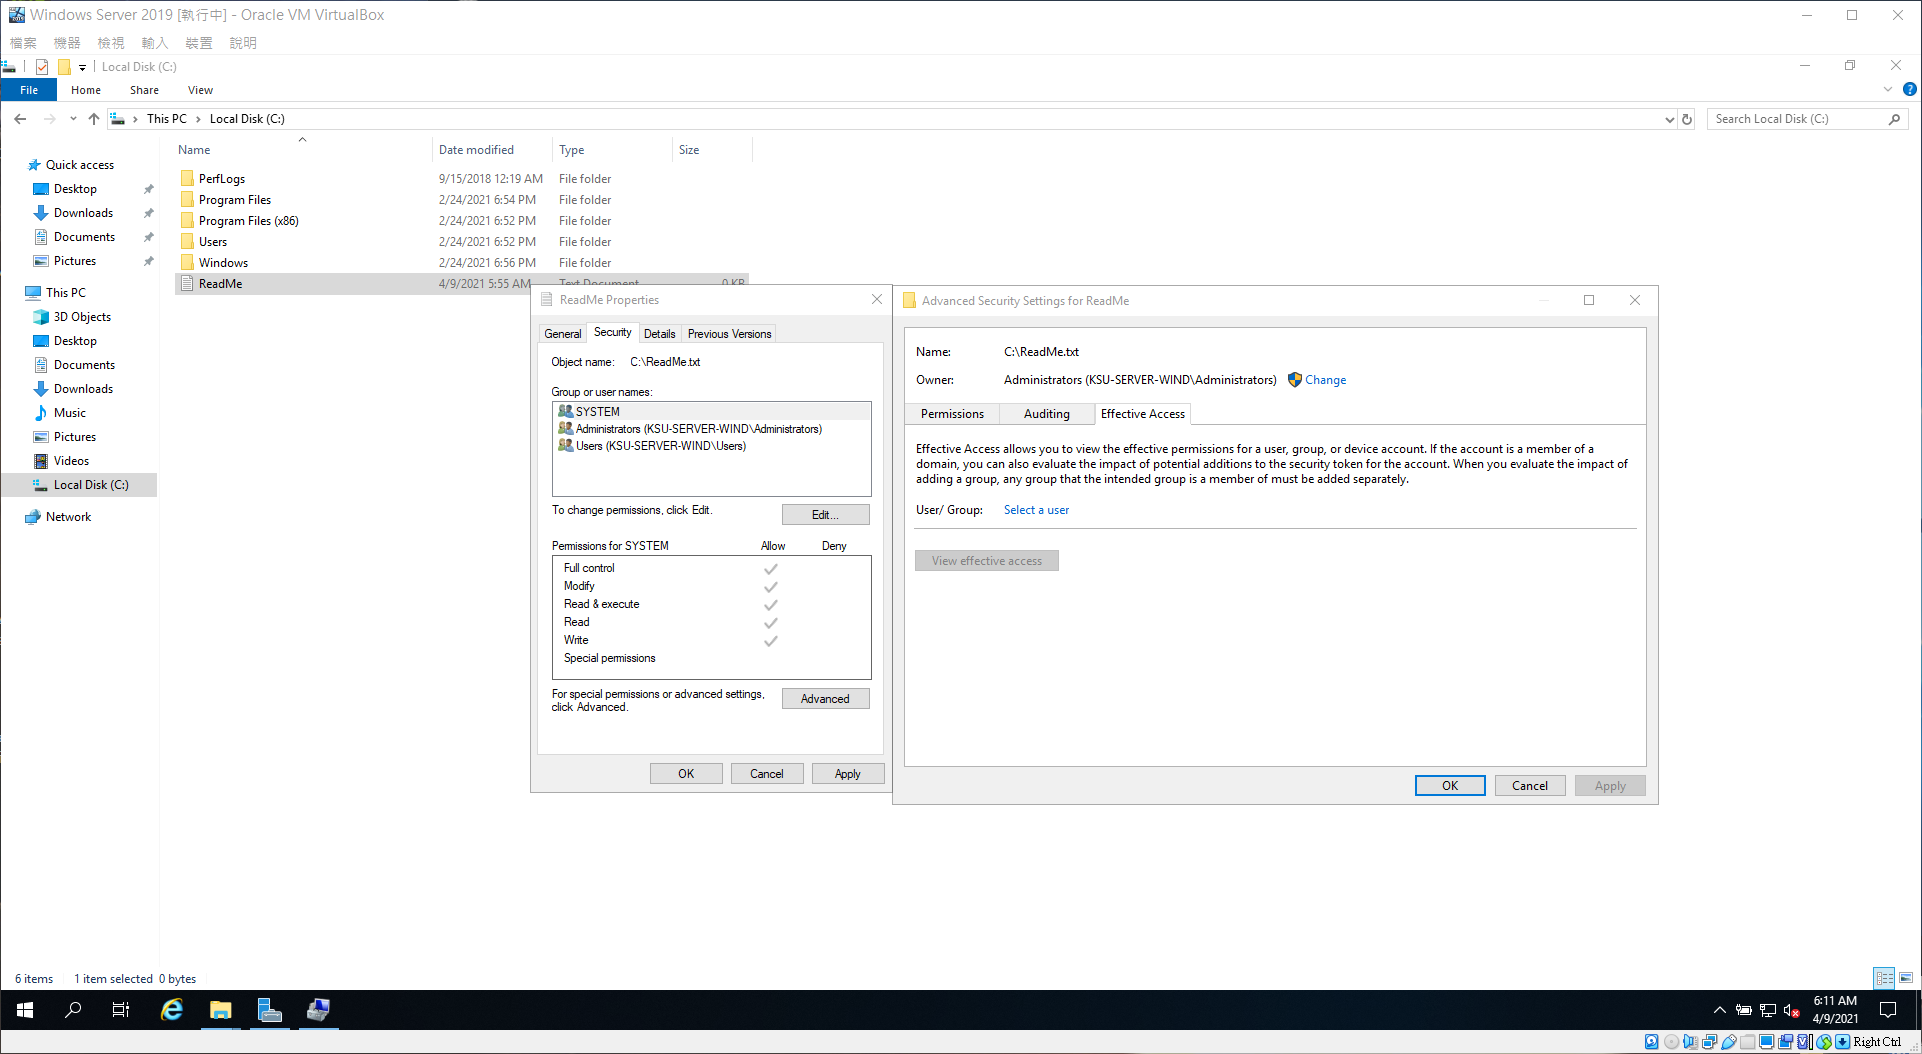 Windows Server 2019 [執行中] - Oracle VM VirtualBox
檔案 機器 檢視 輸入 裝置 說明
Local Disk (C:)
File Home Share View
This PC › Local Disk (C:)
Search Local Disk (C:)
Name Date modified Type Size
Quick access
Desktop
Downloads
Documents
Pictures
This PC
3D Objects
Desktop
Documents
Downloads
Music
Pictures
Videos
Local Disk (C:)
Network
PerfLogs 9/15/2018 12:19 AM File folder
Program Files 2/24/2021 6:54 PM File folder
Program Files (x86) 2/24/2021 6:52 PM File folder
Users 2/24/2021 6:52 PM File folder
Windows 2/24/2021 6:56 PM File folder
ReadMe 4/9/2021 5:55 AM Text Document 0 KB
ReadMe Properties
General Security Details Previous Versions
Object name: C:\ReadMe.txt
Group or user names:
SYSTEM
Administrators (KSU-SERVER-WIND\Administrators)
Users (KSU-SERVER-WIND\Users)
To change permissions, click Edit.
Edit...
Permissions for SYSTEM Allow Deny
Full control
Modify
Read & execute
Read
Write
Special permissions
For special permissions or advanced settings,
click Advanced.
Advanced
OK Cancel Apply
Advanced Security Settings for ReadMe
Name: C:\ReadMe.txt
Owner: Administrators (KSU-SERVER-WIND\Administrators) Change
Permissions Auditing Effective Access
Effective Access allows you to view the effective permissions for a user, group, or device account. If the account is a member of a
domain, you can also evaluate the impact of potential additions to the security token for the account. When you evaluate the impact of
adding a group, any group that the intended group is a member of must be added separately.
User/ Group: Select a user
View effective access
OK Cancel Apply
6 items 1 item selected 0 bytes
6:11 AM
4/9/2021
Right Ctrl